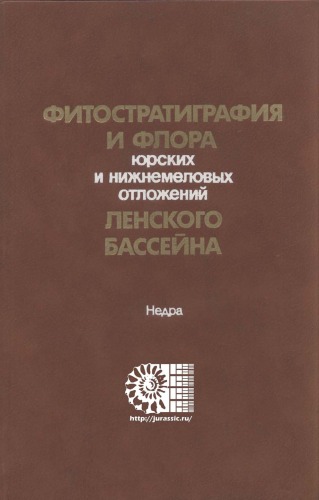 ФИТОСТРАТИГРАФИЯ
И ФЛОРА
ЮРСКИХ
И НИЖНЕМЕЛОВЫХ
ОТЛОЖЕНИЙ
ЛЕНСКОГО
БАССЕЙНА
Недра
http://jurassic.ru/